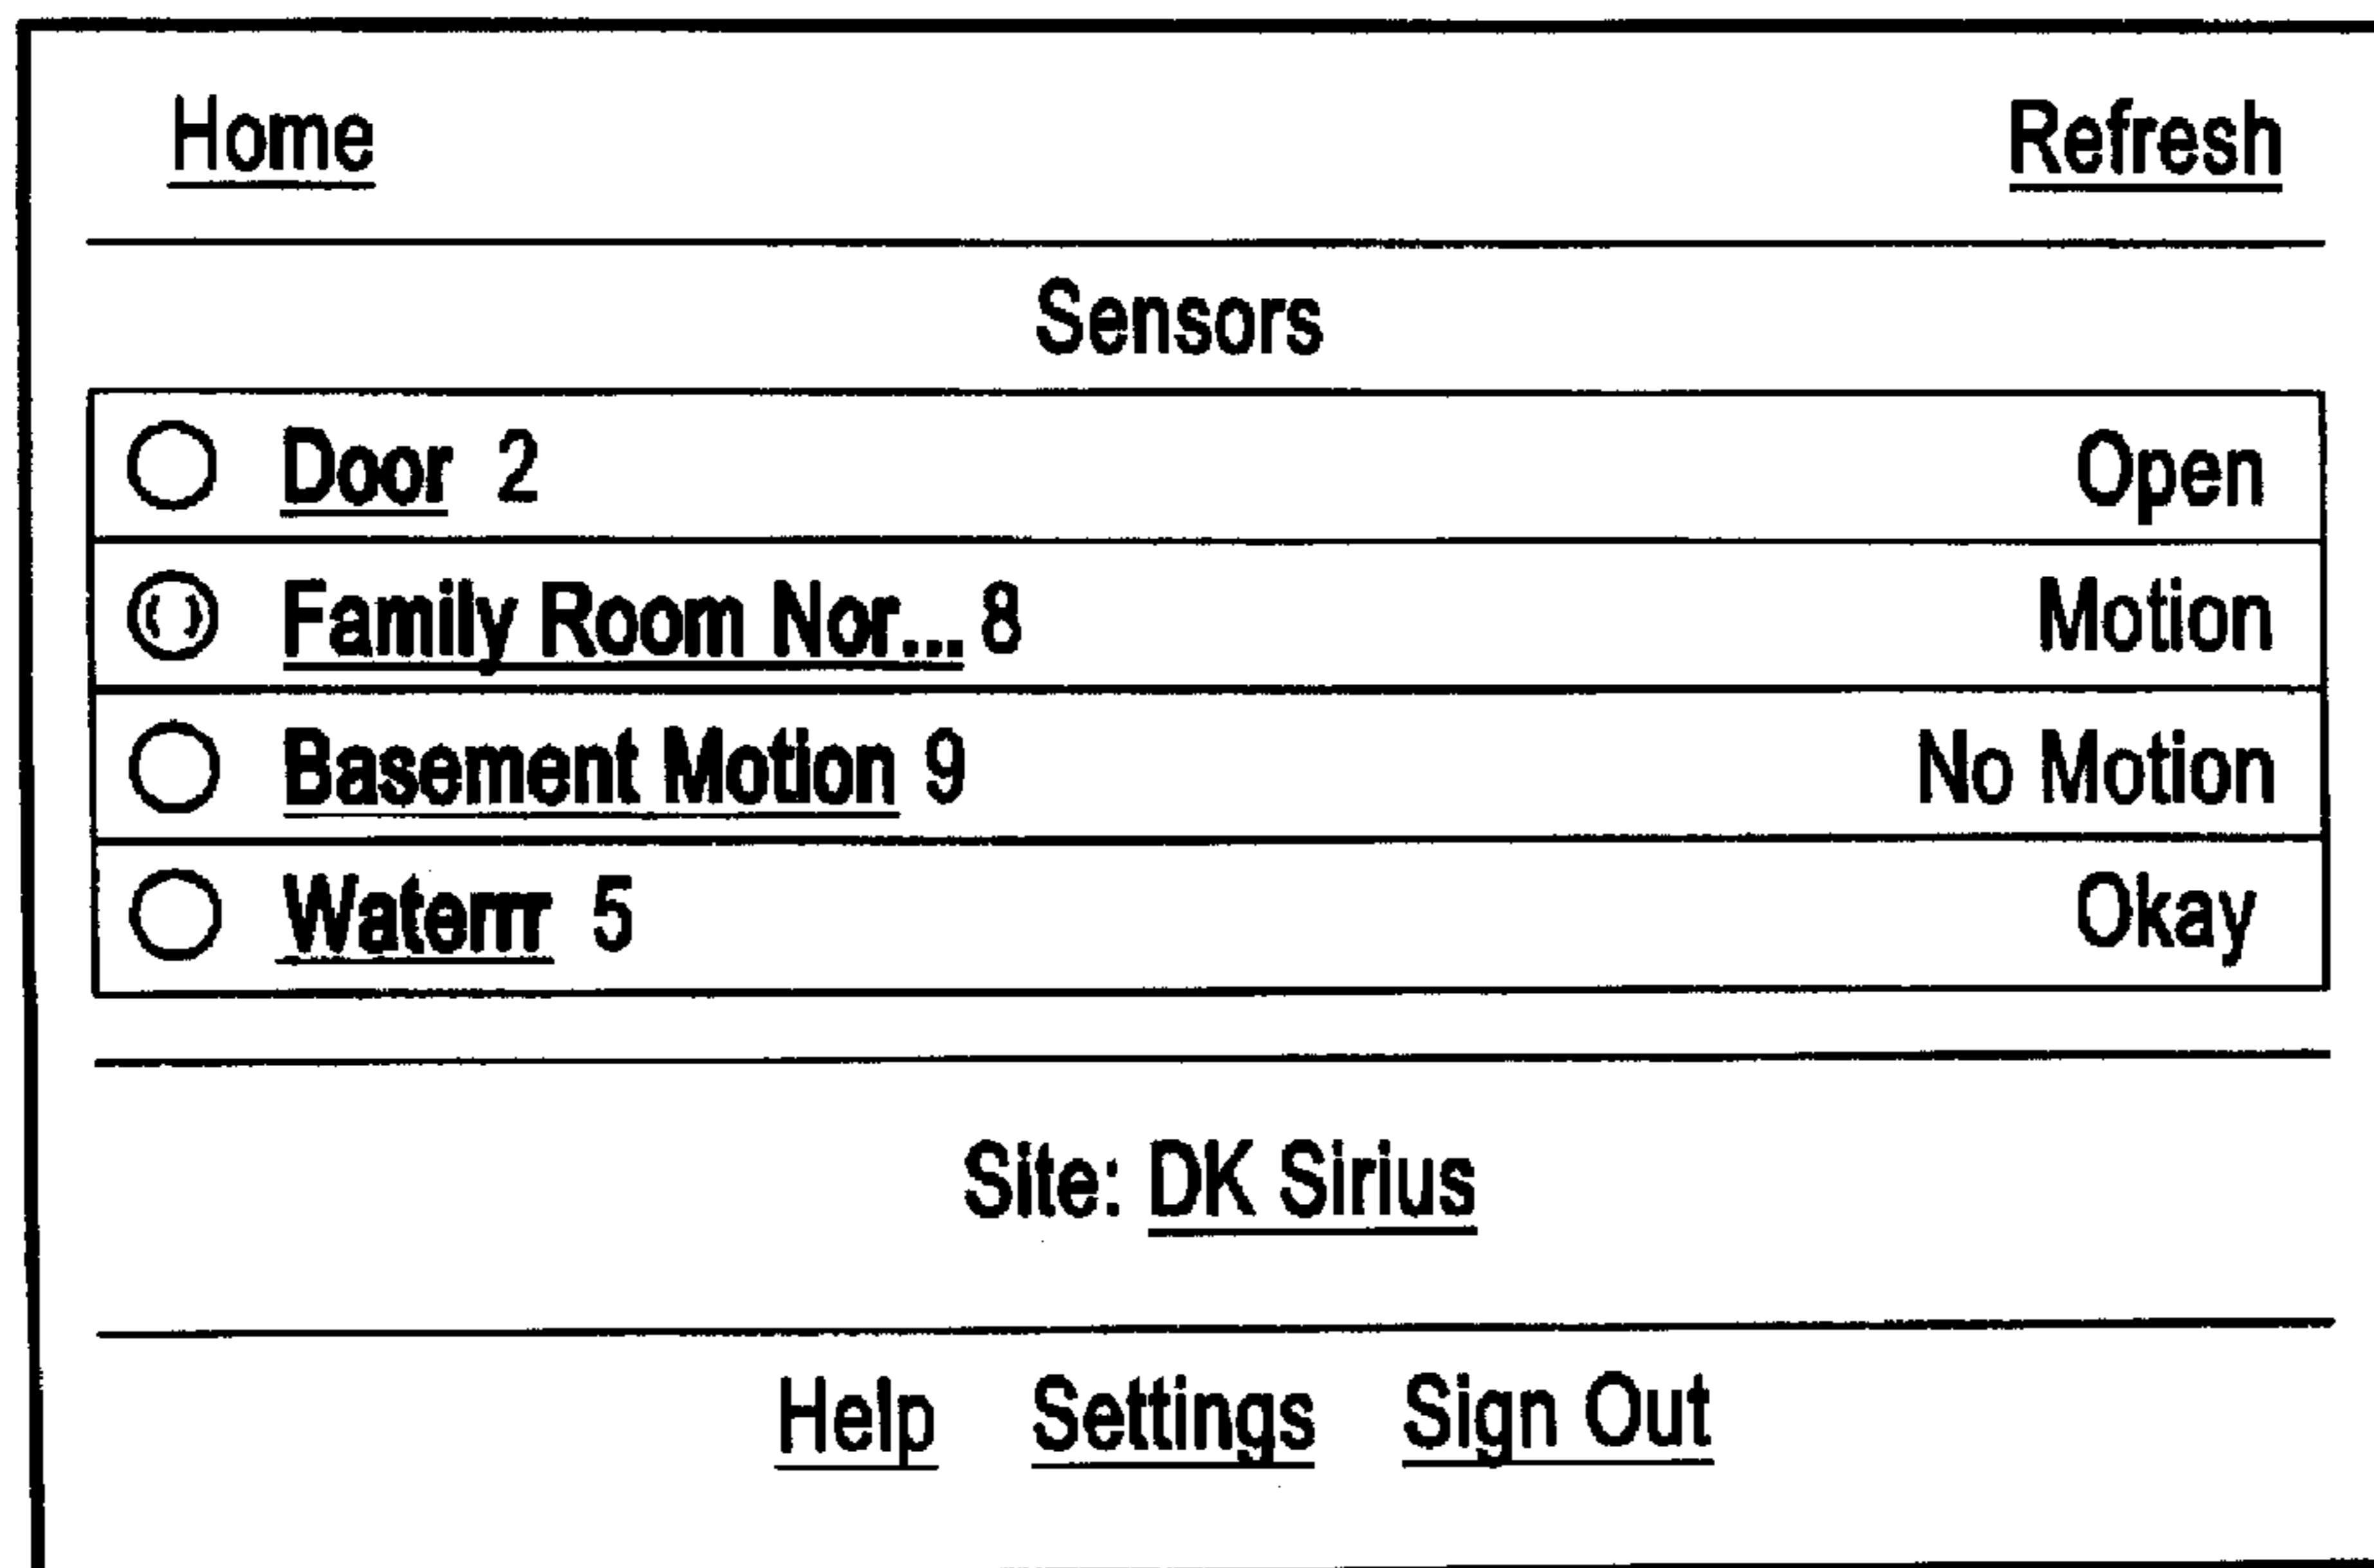 Home Refresh
Sensors
Door 2 Open
Family Room Nor... 8 Motion
Basement Motion 9 No Motion
Waterrr 5 Okay
Site: DK Sirius
Help Settings Sign Out